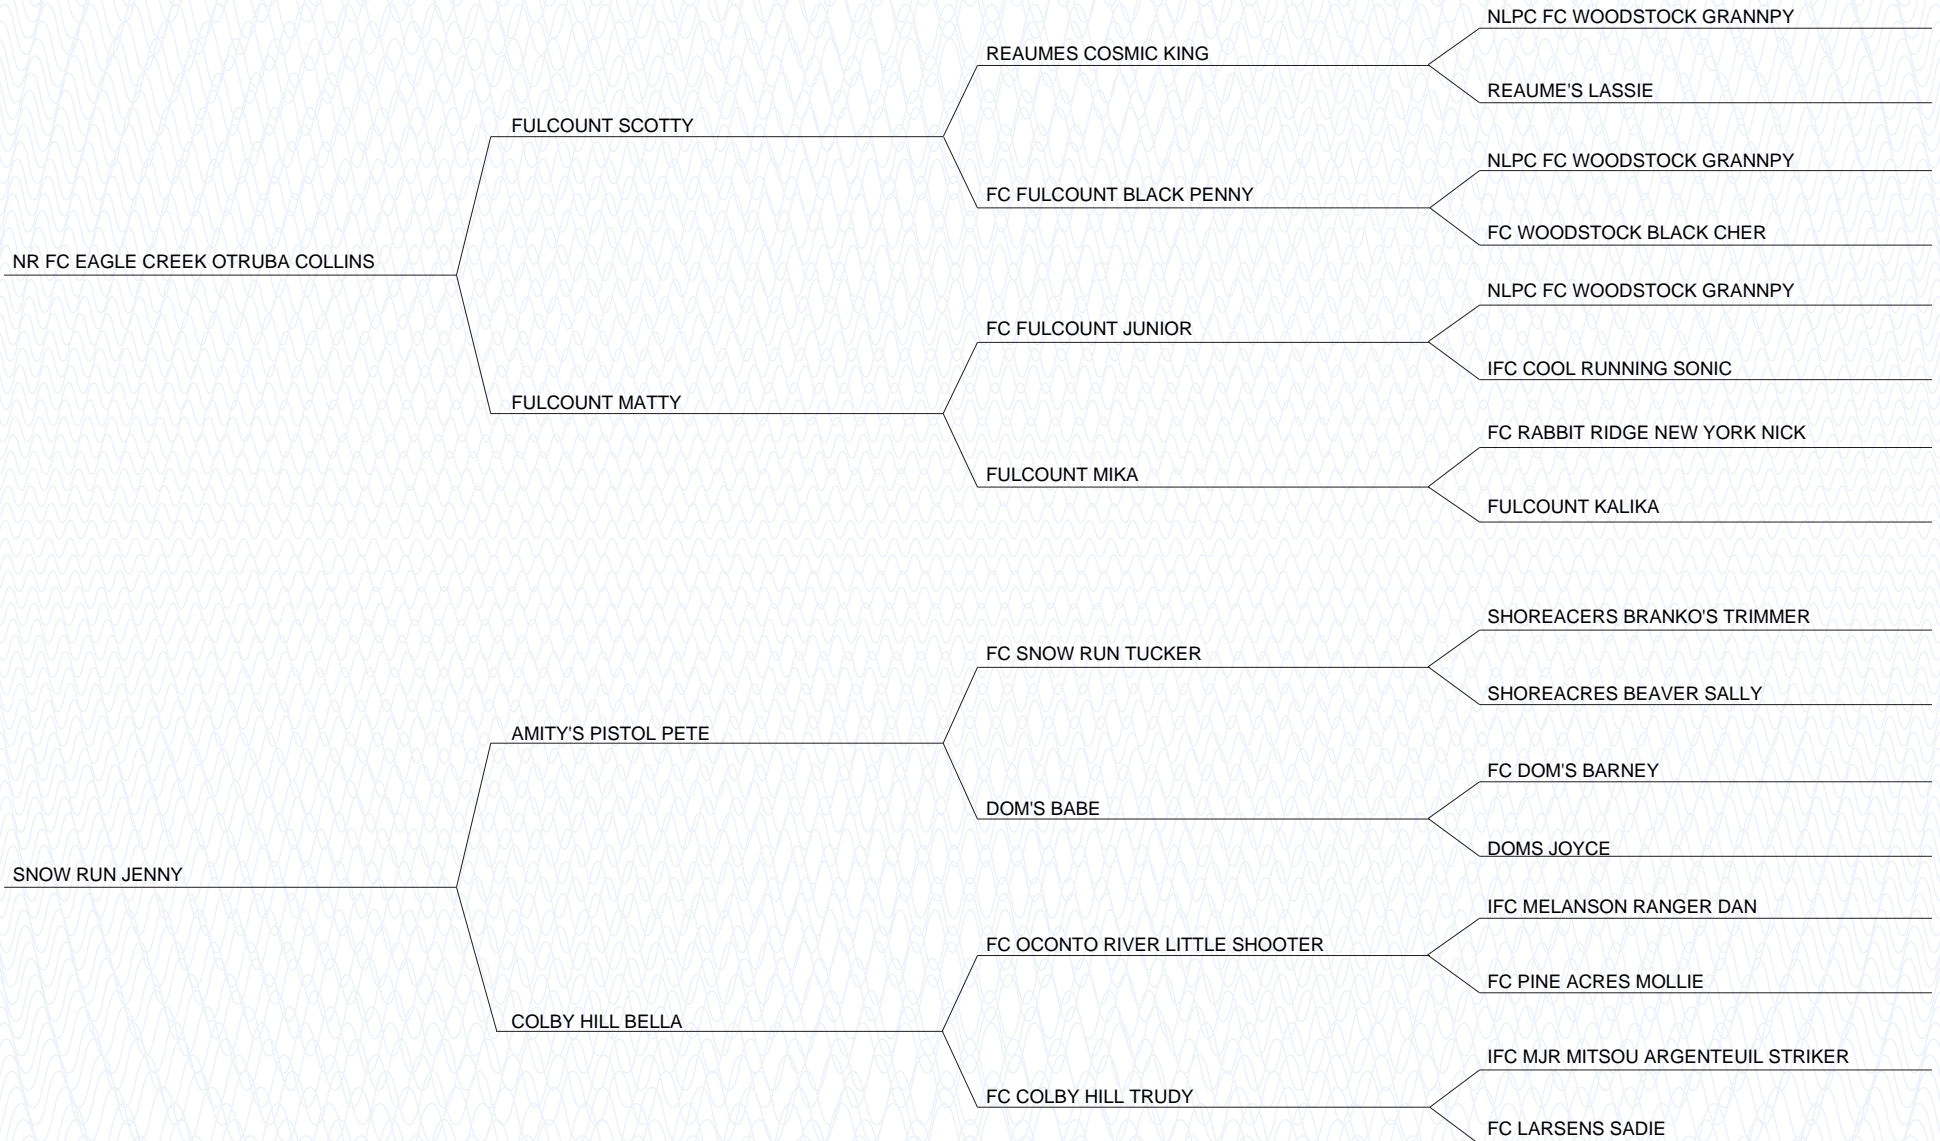 NLPC FC WOODSTOCK GRANNPY
REAUMES COSMIC KING
REAUME'S LASSIE
FULCOUNT SCOTTY
NLPC FC WOODSTOCK GRANNPY
FC FULCOUNT BLACK PENNY
FC WOODSTOCK BLACK CHER
NR FC EAGLE CREEK OTRUBA COLLINS
NLPC FC WOODSTOCK GRANNPY
FC FULCOUNT JUNIOR
IFC COOL RUNNING SONIC
FULCOUNT MATTY
FC RABBIT RIDGE NEW YORK NICK
FULCOUNT MIKA
FULCOUNT KALIKA
SHOREACERS BRANKO'S TRIMMER
FC SNOW RUN TUCKER
SHOREACRES BEAVER SALLY
AMITY'S PISTOL PETE
FC DOM'S BARNEY
DOM'S BABE
DOMS JOYCE
SNOW RUN JENNY
IFC MELANSON RANGER DAN
FC OCONTO RIVER LITTLE SHOOTER
FC PINE ACRES MOLLIE
COLBY HILL BELLA
IFC MJR MITSOU ARGENTEUIL STRIKER
FC COLBY HILL TRUDY
FC LARSENS SADIE